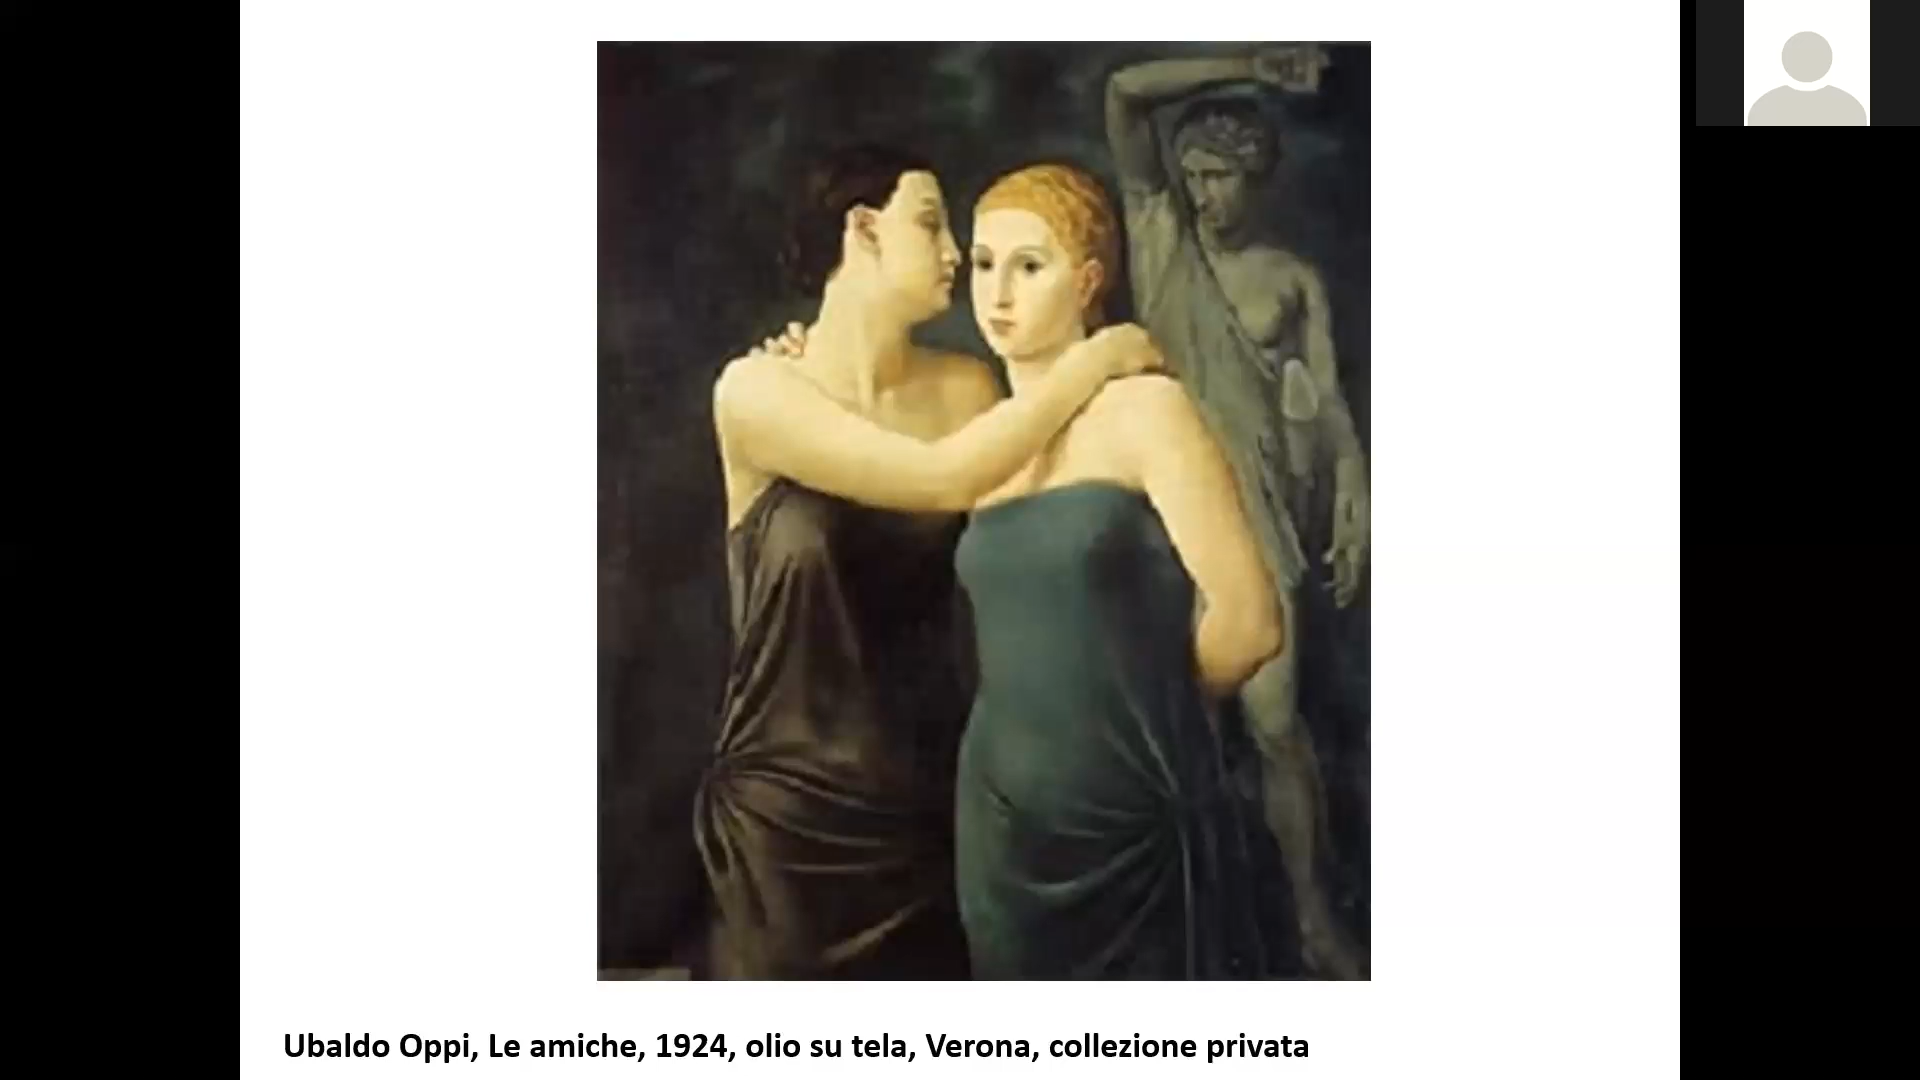 Ubaldo Oppi, Le amiche, 1924, olio su tela, Verona, collezione privata